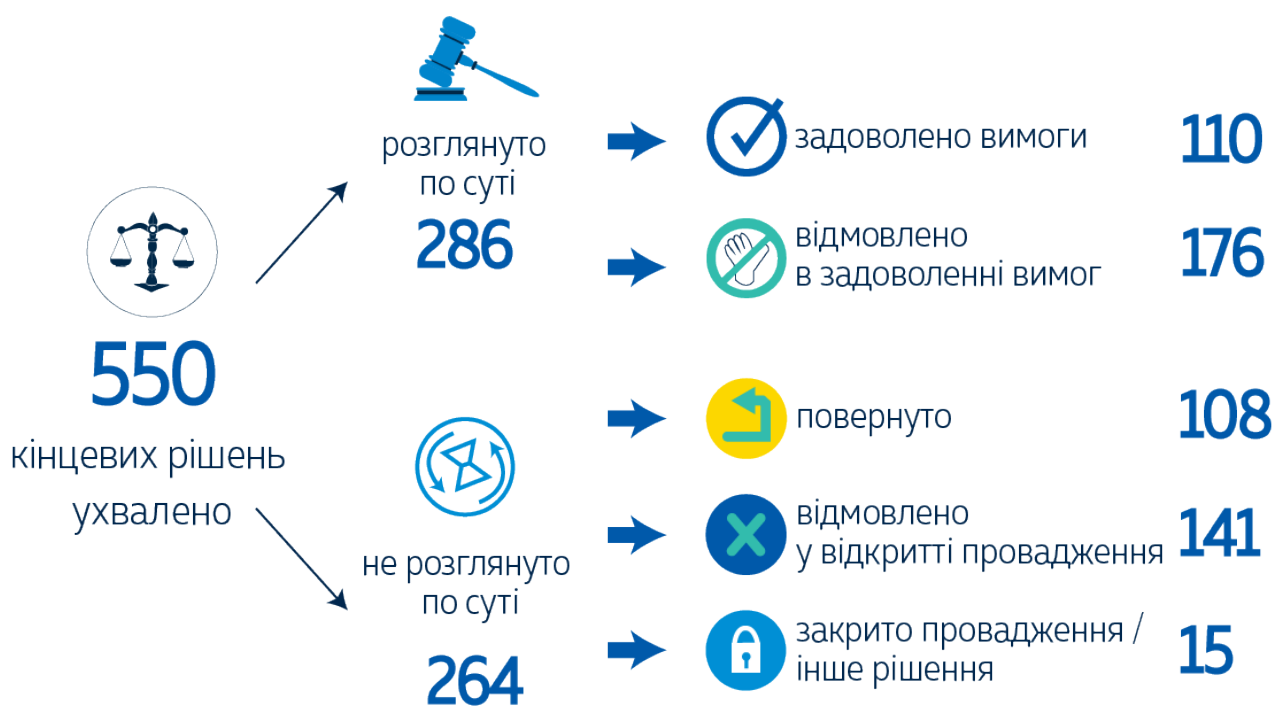 550
кінцевих рішень
ухвалено
розглянуто
по суті
286
задоволено вимоги
110
відмовлено
в задоволенні вимог
176
не розглянуто
по суті
264
повернуто
108
відмовлено
у відкритті провадження
141
закрито провадження /
інше рішення
15